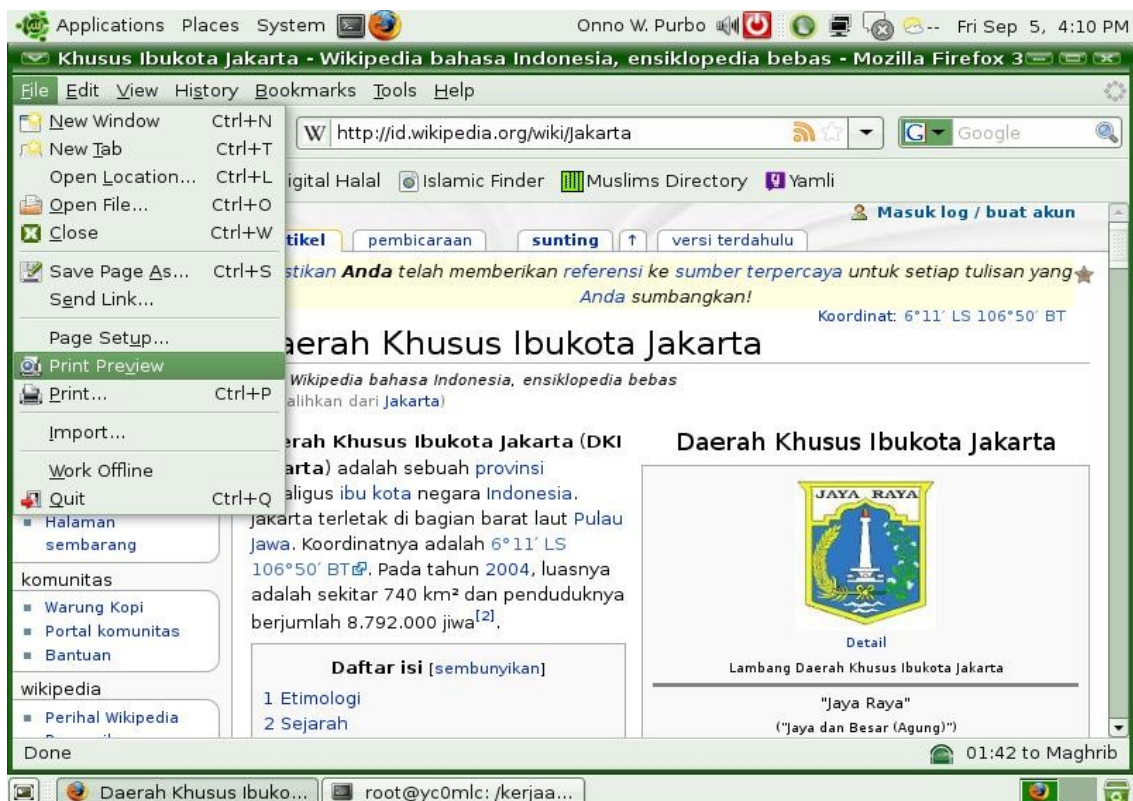 Applications Places System Onno W. Purbo -- Fri Sep 5, 4:10 PM
Khusus Ibukota Jakarta - Wikipedia bahasa Indonesia, ensiklopedia bebas - Mozilla Firefox 3
File Edit View History Bookmarks Tools Help
New Window Ctrl+N
New Tab Ctrl+T
Open Location... Ctrl+L
Open File... Ctrl+O
Close Ctrl+W
Save Page As... Ctrl+S
Send Link...
Page Setup...
Print Preview
Print... Ctrl+P
Import...
Work Offline
Quit Ctrl+Q
W http://id.wikipedia.org/wiki/Jakarta G Google
igital Halal Islamic Finder Muslims Directory Yamli
Masuk log / buat akun
tikel pembicaraan sunting ↑ versi terdahulu
stikan Anda telah memberikan referensi ke sumber terpercaya untuk setiap tulisan yang
Anda sumbangkan!
Koordinat: 6°11′ LS 106°50′ BT
aerah Khusus Ibukota Jakarta
Wikipedia bahasa Indonesia, ensiklopedia bebas
alihkan dari Jakarta)
erah Khusus Ibukota Jakarta (DKI
arta) adalah sebuah provinsi
aligus ibu kota negara Indonesia.
Jakarta terletak di bagian barat laut Pulau
Jawa. Koordinatnya adalah 6°11′ LS
106°50′ BT. Pada tahun 2004, luasnya
adalah sekitar 740 km² dan penduduknya
berjumlah 8.792.000 jiwa[2].
Daftar isi [sembunyikan]
1 Etimologi
2 Sejarah
Daerah Khusus Ibukota Jakarta
JAYA RAYA
Detail
Lambang Daerah Khusus Ibukota Jakarta
"Jaya Raya"
("Jaya dan Besar (Agung)")
Halaman
sembarang
komunitas
Warung Kopi
Portal komunitas
Bantuan
wikipedia
Perihal Wikipedia
Done 01:42 to Maghrib
Daerah Khusus Ibuko... root@yc0mlc: /kerjaa...